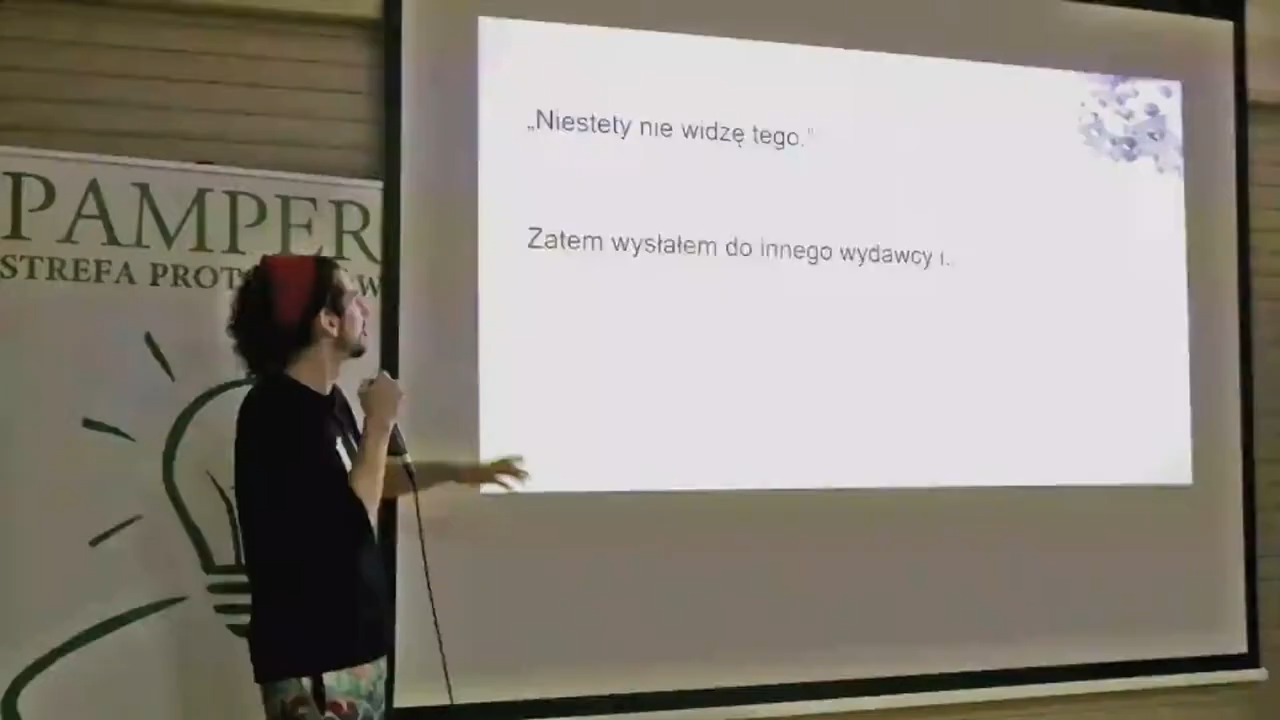 PAMPER
STREFA PROT W
„Niestety nie widzę tego."
Zatem wysłałem do innego wydawcy i..